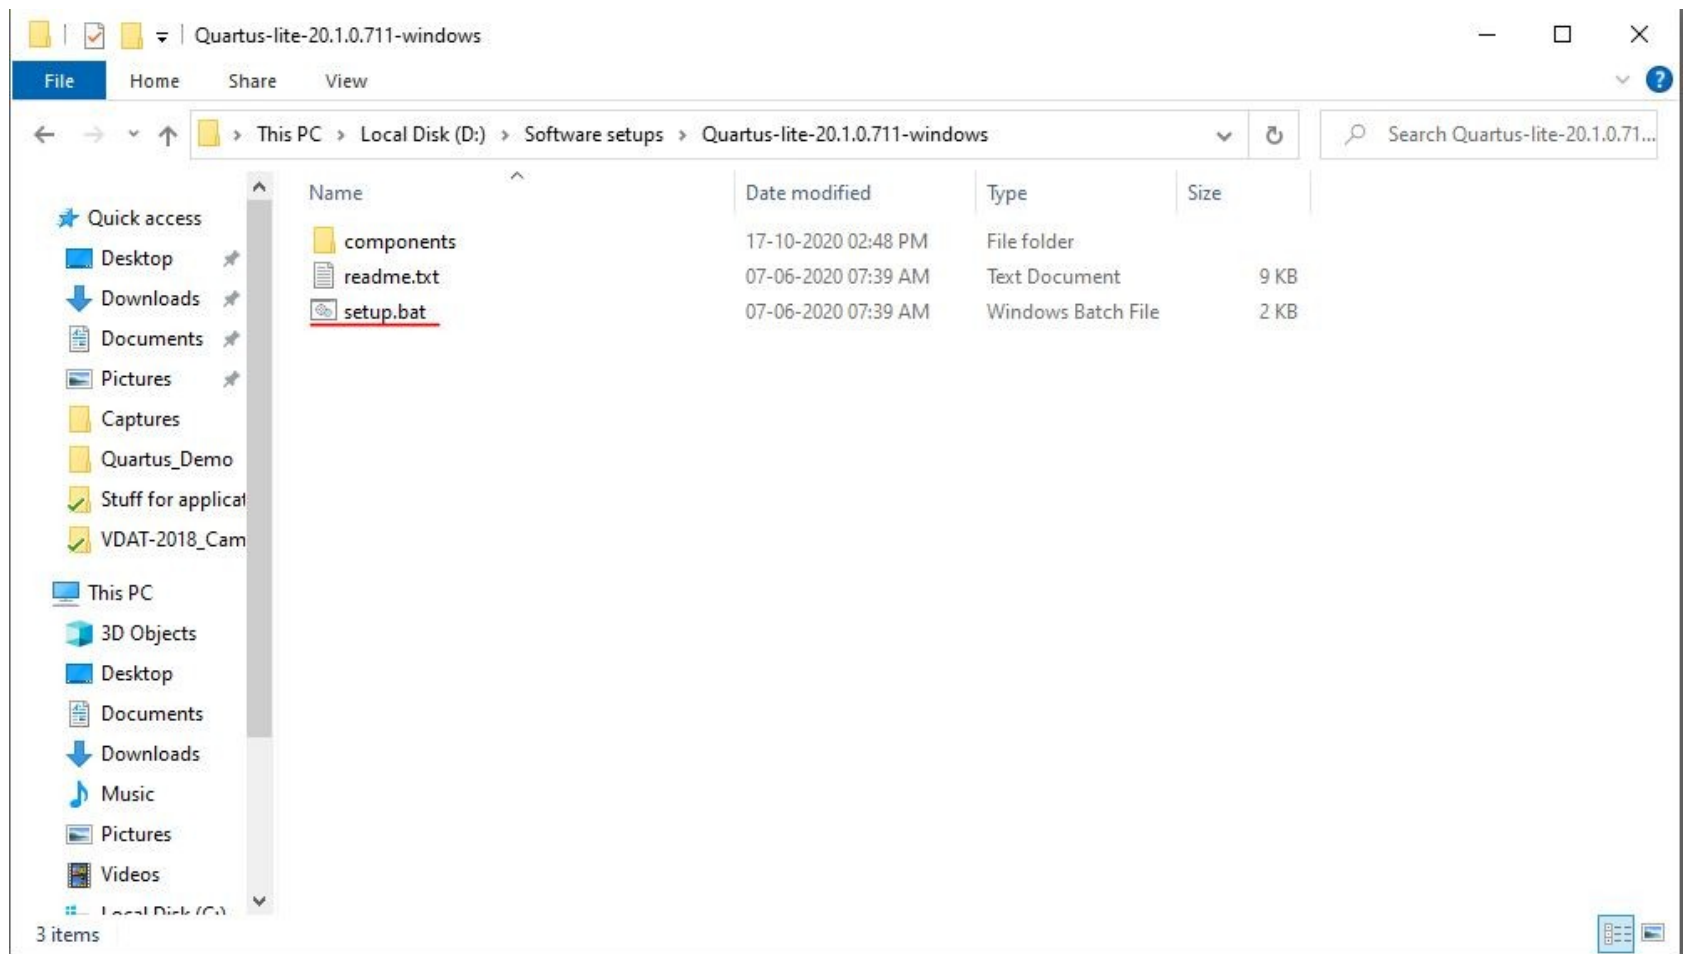 Quartus-lite-20.1.0.711-windows
File Home Share View
This PC > Local Disk (D:) > Software setups > Quartus-lite-20.1.0.711-windows
Search Quartus-lite-20.1.0.71...
Name Date modified Type Size
components 17-10-2020 02:48 PM File folder
readme.txt 07-06-2020 07:39 AM Text Document 9 KB
setup.bat 07-06-2020 07:39 AM Windows Batch File 2 KB
Quick access
Desktop
Downloads
Documents
Pictures
Captures
Quartus_Demo
Stuff for applicat
VDAT-2018_Cam
This PC
3D Objects
Desktop
Documents
Downloads
Music
Pictures
Videos
Local Disk (C:)
3 items